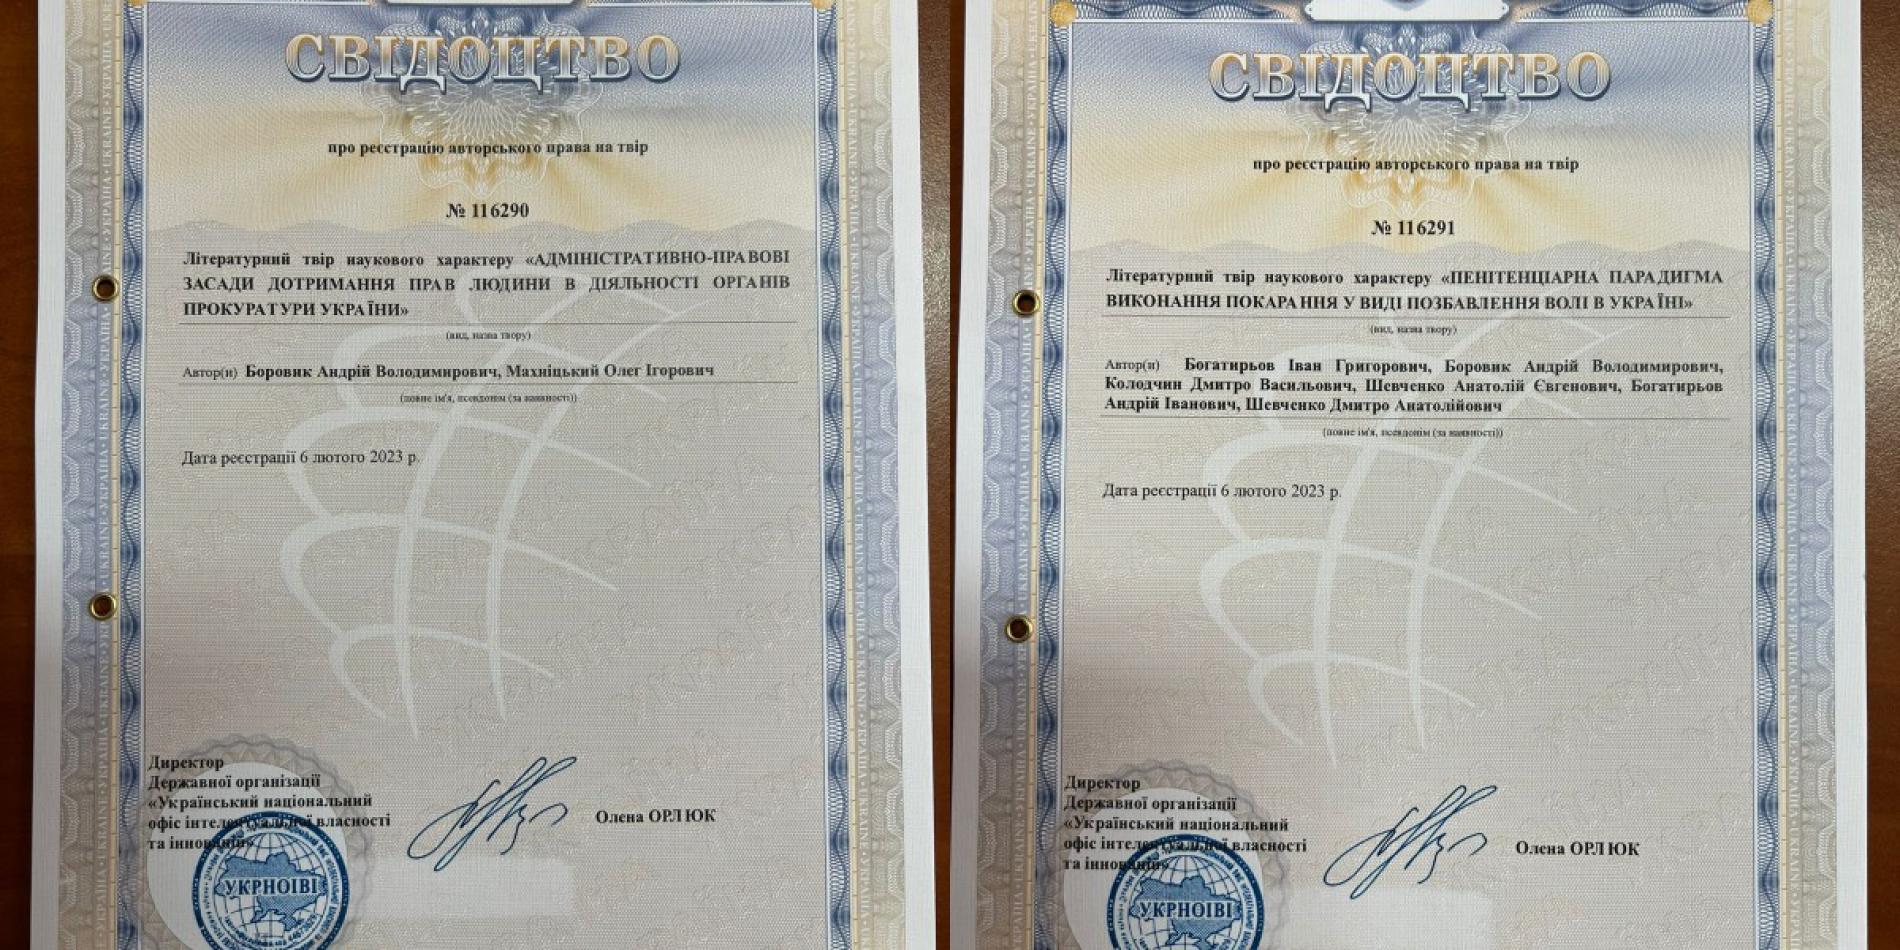 СВІДОЦТВО
про реєстрацію авторського права на твір
№ 116290
Літературний твір наукового характеру «АДМІНІСТРАТИВНО-ПРАВОВІ
ЗАСАДИ ДОТРИМАННЯ ПРАВ ЛЮДИНИ В ДІЯЛЬНОСТІ ОРГАНІВ
ПРОКУРАТУРИ УКРАЇНИ»
(вид, назва твору)
Автор(и) Боровик Андрій Володимирович, Махніцький Олег Ігорович
(повне ім'я, псевдонім (за наявності))
Дата реєстрації 6 лютого 2023 р.
Директор
Державної організації
«Український національний
офіс інтелектуальної власності
та інновацій»
Олена ОРЛЮК
УКРНОІВІ
СВІДОЦТВО
про реєстрацію авторського права на твір
№ 116291
Літературний твір наукового характеру «ПЕНІТЕНЦІАРНА ПАРАДИГМА
ВИКОНАННЯ ПОКАРАННЯ У ВИДІ ПОЗБАВЛЕННЯ ВОЛІ В УКРАЇНІ»
(вид, назва твору)
Автор(и) Богатирьов Іван Григорович, Боровик Андрій Володимирович,
Колодчин Дмитро Васильович, Шевченко Анатолій Євгенович, Богатирьов
Андрій Іванович, Шевченко Дмитро Анатолійович
(повне ім'я, псевдонім (за наявності))
Дата реєстрації 6 лютого 2023 р.
Директор
Державної організації
«Український національний
офіс інтелектуальної власності
та інновацій»
Олена ОРЛЮК
УКРНОІВІ